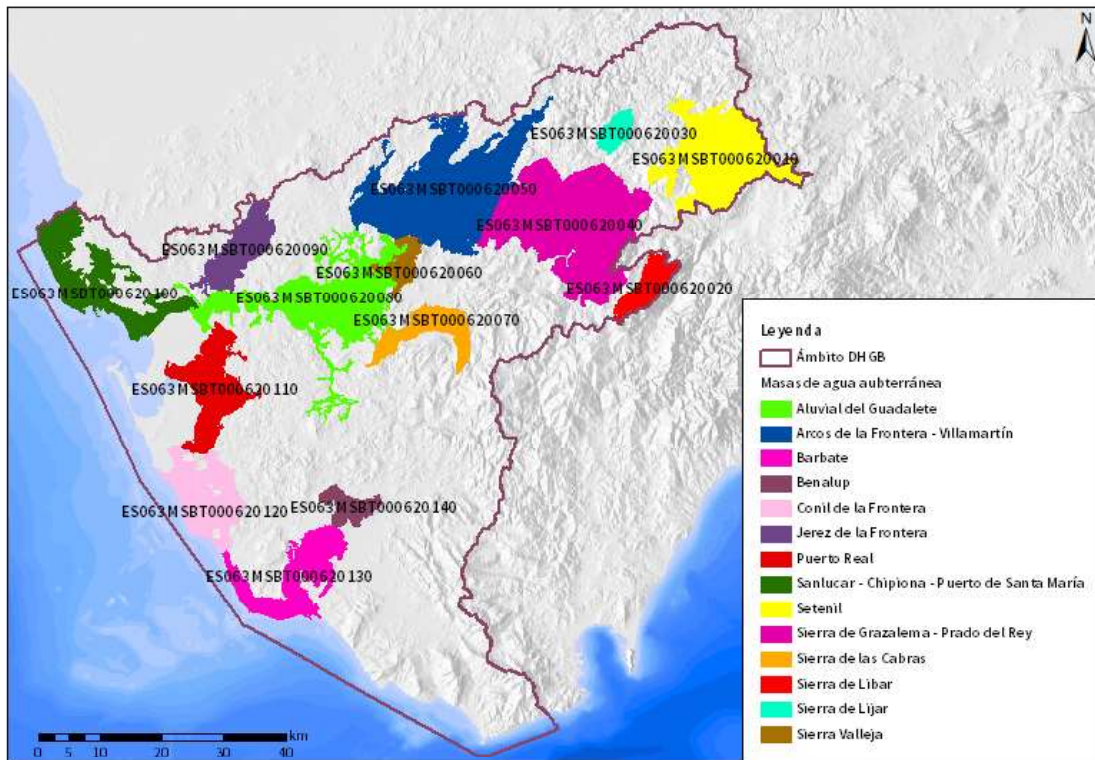 N
ES063MSBT000620030
ES063MSBT000620010
ES063MSBT000620050
ES063MSBT000620040
ES063MSBT000620090
ES063MSBT000620060
ES063MSBT000620020
ES063MSBT000620100
ES063MSBT000620080
ES063MSBT000620070
ES063MSBT000620110
ES063MSBT000620120
ES063MSBT000620140
ES063MSBT000620130
Leyenda
Ámbito DHGB
Masas de agua aubterránea
Aluvial del Guadalete
Arcos de la Frontera - Villamartín
Barbate
Benalup
Conil de la Frontera
Jerez de la Frontera
Puerto Real
Sanlucar - Chipiona - Puerto de Santa María
Setenil
Sierra de Grazalema - Prado del Rey
Sierra de las Cabras
Sierra de Líbar
Sierra de Líjar
Sierra Valleja
km
0 5 10 20 30 40